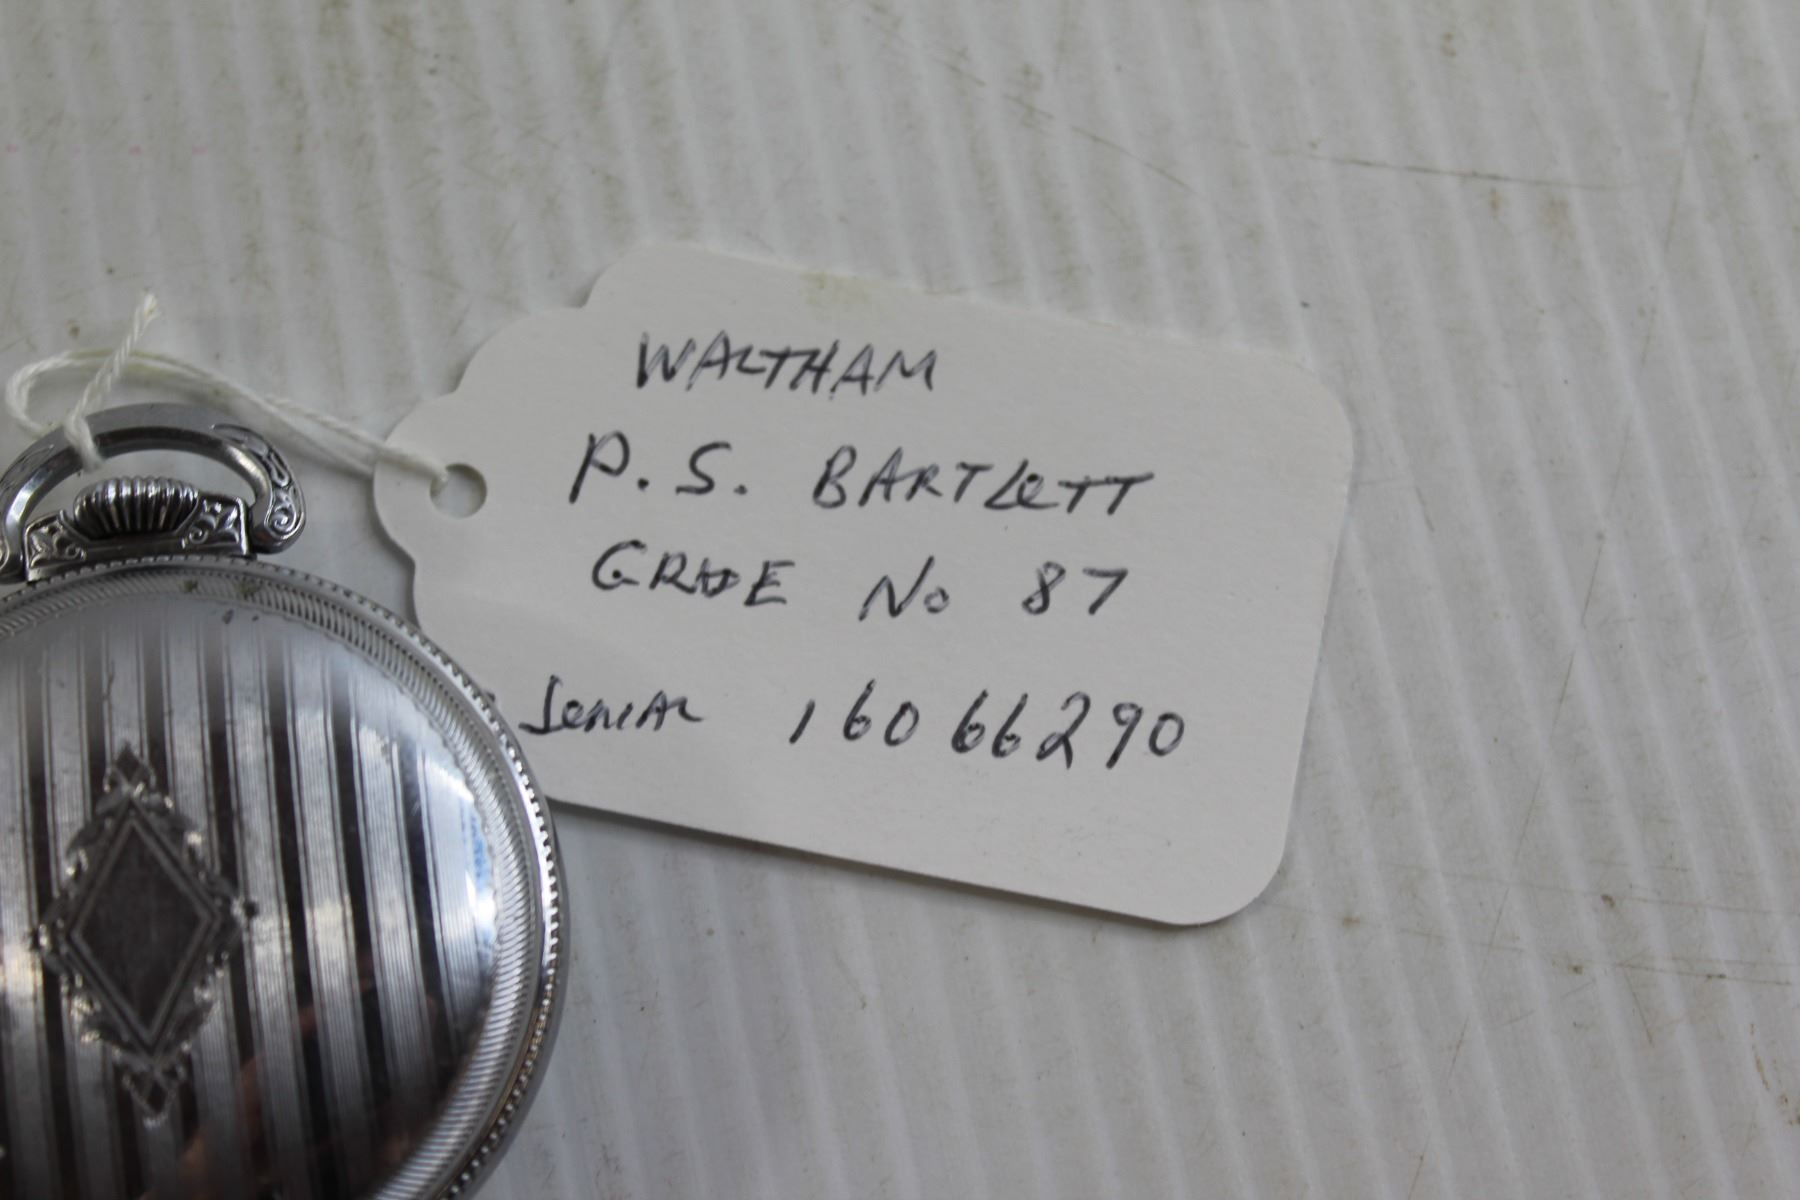 WALTHAM
P. S. BARTLETT
GRADE No 87
SERIAL 16066290